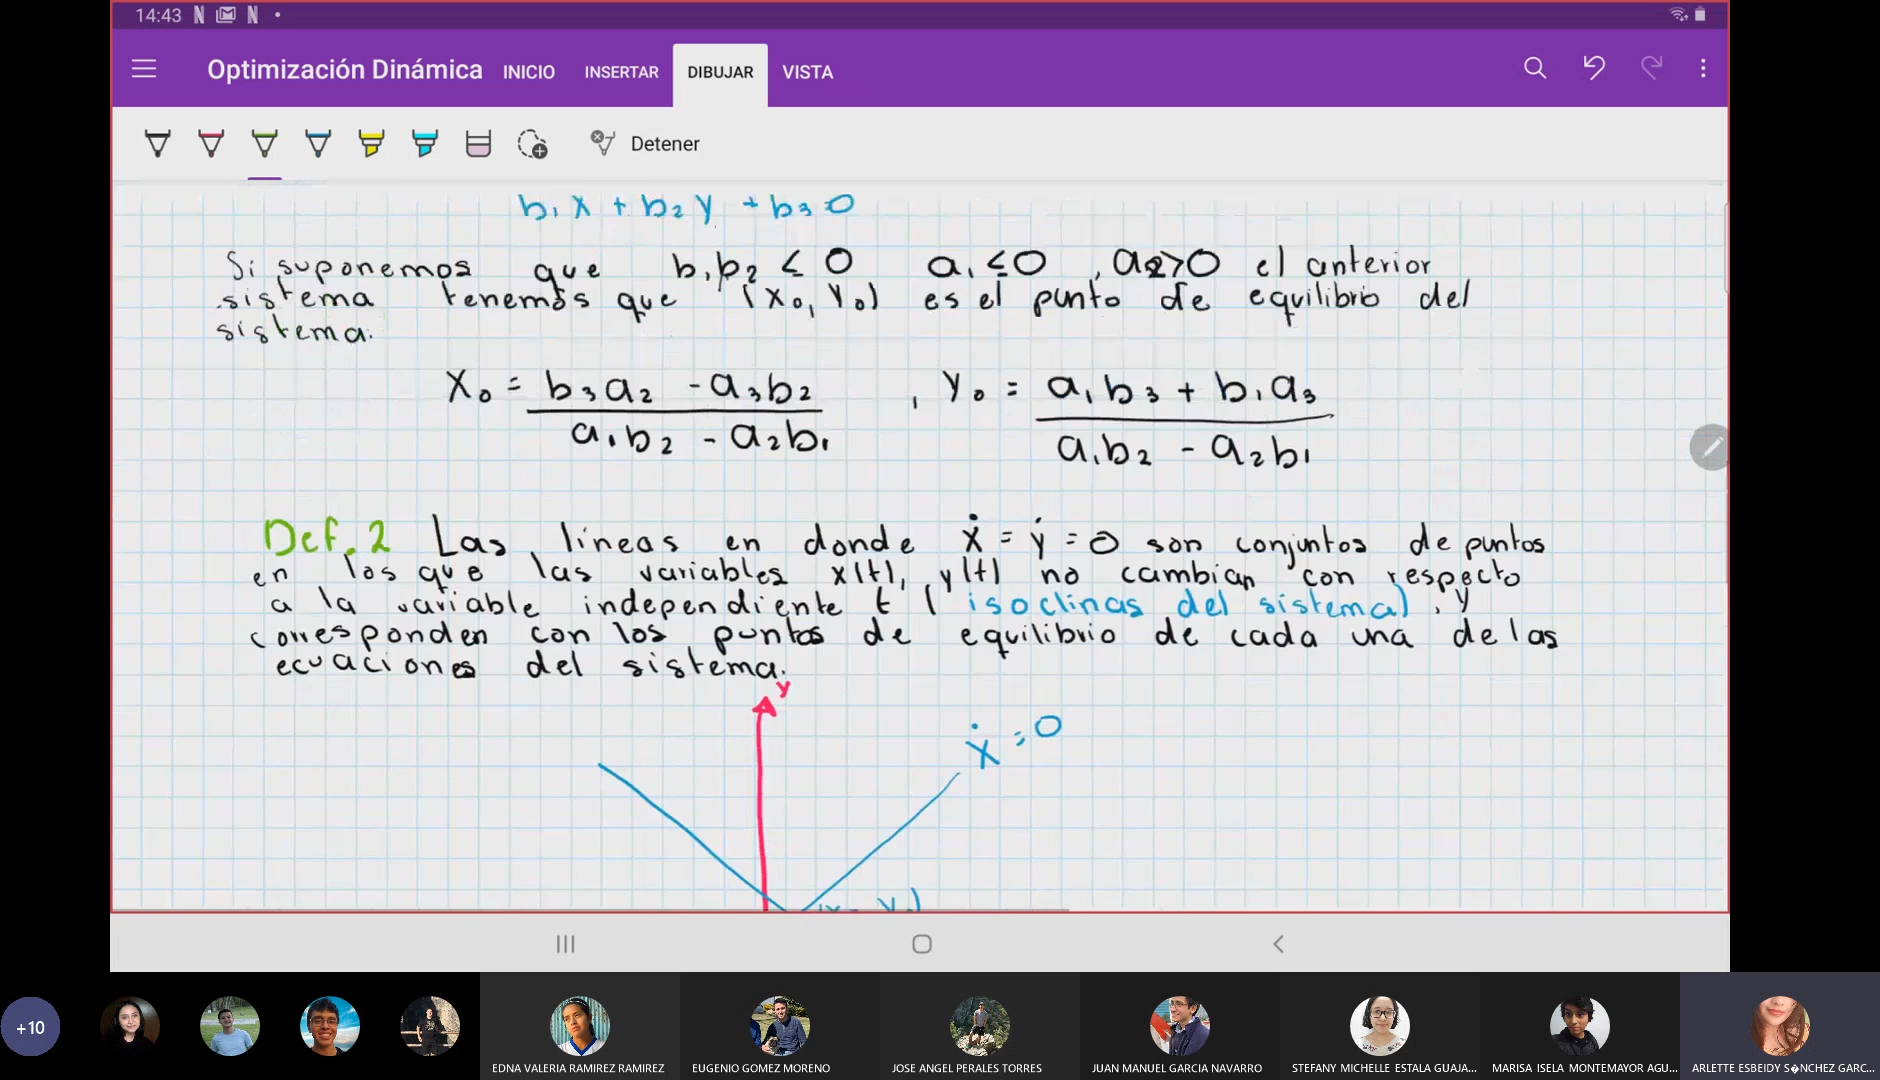 14:43
Optimización Dinámica INICIO INSERTAR DIBUJAR VISTA
Detener
b₁x + b₂y + b₃ = 0
Si suponemos que b₁b₂ ≤ 0 a₁ ≤ 0 , a₂ > 0 el anterior
sistema tenemos que (x₀, y₀) es el punto de equilibrio del
sistema.
x₀ = (b₃a₂ - a₃b₂) / (a₁b₂ - a₂b₁) , y₀ = (a₁b₃ + b₁a₃) / (a₁b₂ - a₂b₁)
Def. 2 Las líneas en donde ẋ = ẏ = 0 son conjuntos de puntos
en los que las variables x(t), y(t) no cambian con respecto
a la variable independiente t (isoclinas del sistema), y
corresponden con los puntos de equilibrio de cada una de las
ecuaciones del sistema.
y
ẋ = 0
+10
EDNA VALERIA RAMIREZ RAMIREZ
EUGENIO GOMEZ MORENO
JOSE ANGEL PERALES TORRES
JUAN MANUEL GARCIA NAVARRO
STEFANY MICHELLE ESTALA GUAJA...
MARISA ISELA MONTEMAYOR AGU...
ARLETTE ESBEIDY S�NCHEZ GARC...